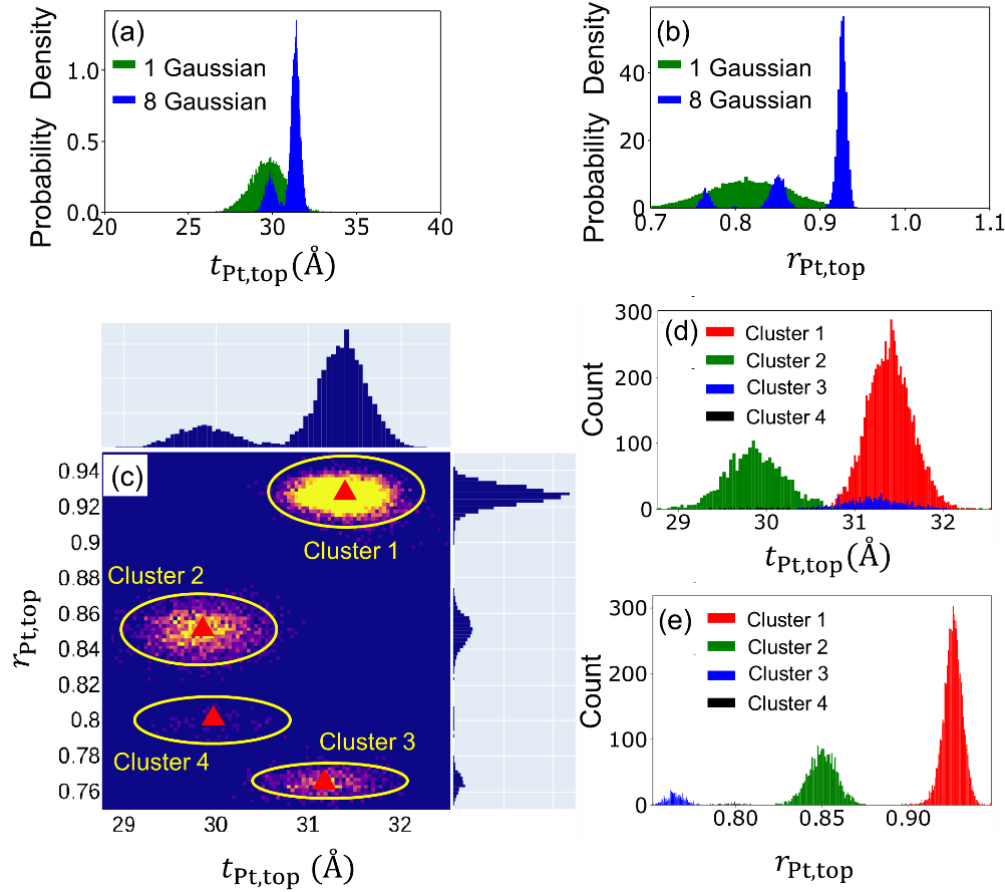 (a)
1 Gaussian
8 Gaussian
Probability Density
1.0
0.5
0.0
20 25 30 35 40
t_Pt,top(Å)
(b)
1 Gaussian
8 Gaussian
Probability Density
40
20
0
0.7 0.8 0.9 1.0 1.1
r_Pt,top
(c)
Cluster 1
Cluster 2
Cluster 3
Cluster 4
r_Pt,top
0.94
0.92
0.9
0.88
0.86
0.84
0.82
0.8
0.78
0.76
29 30 31 32
t_Pt,top (Å)
(d)
Cluster 1
Cluster 2
Cluster 3
Cluster 4
Count
300
200
100
0
29 30 31 32
t_Pt,top(Å)
(e)
Cluster 1
Cluster 2
Cluster 3
Cluster 4
Count
300
200
100
0
0.80 0.85 0.90
r_Pt,top